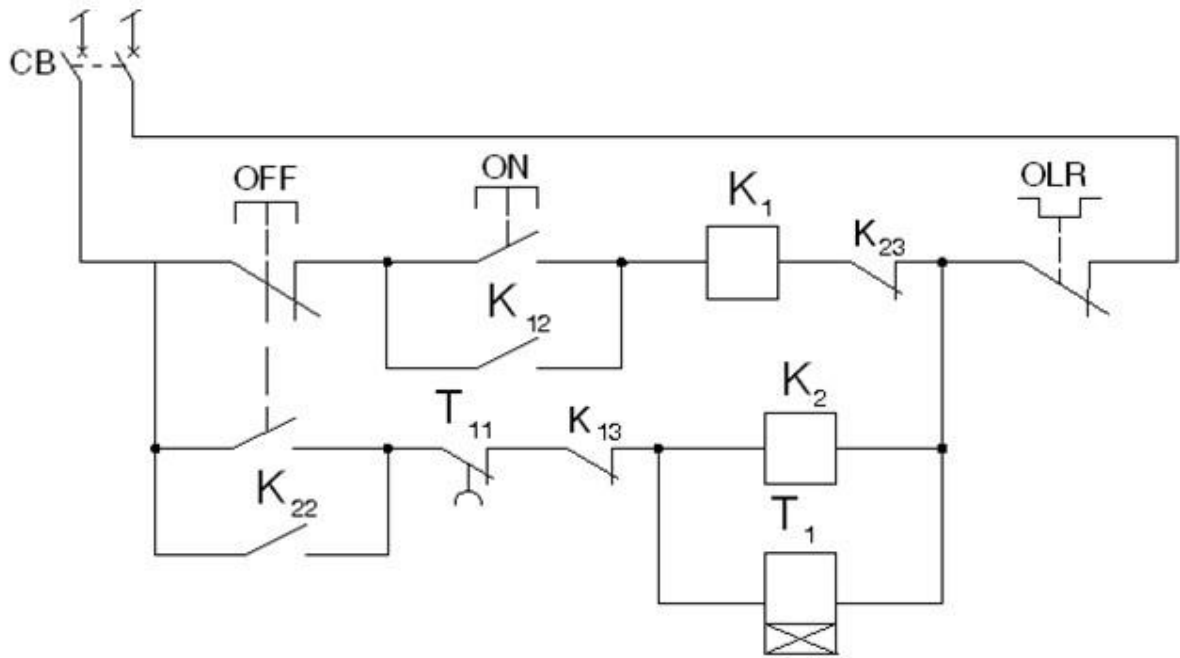 CB
OFF
ON
K₁
K₂₃
OLR
K₁₂
T₁₁
K₁₃
K₂
K₂₂
T₁